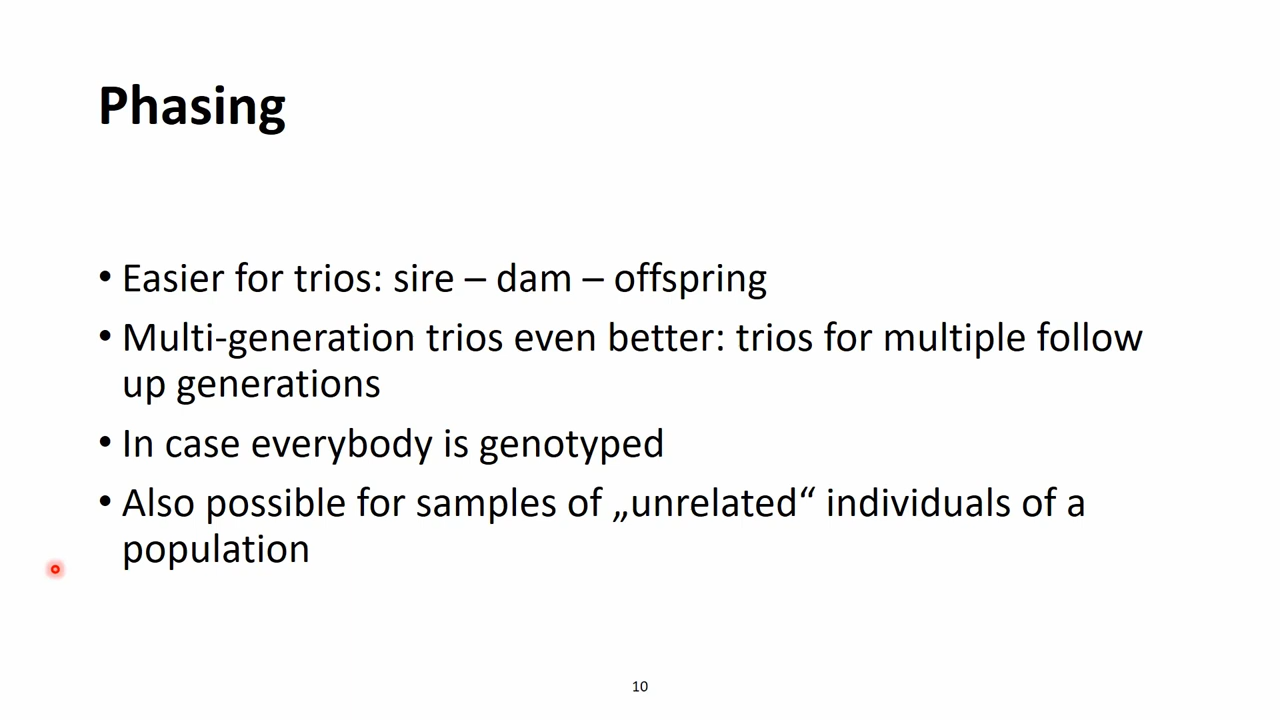 Phasing
• Easier for trios: sire – dam – offspring
• Multi-generation trios even better: trios for multiple follow
up generations
• In case everybody is genotyped
• Also possible for samples of „unrelated“ individuals of a
population
10